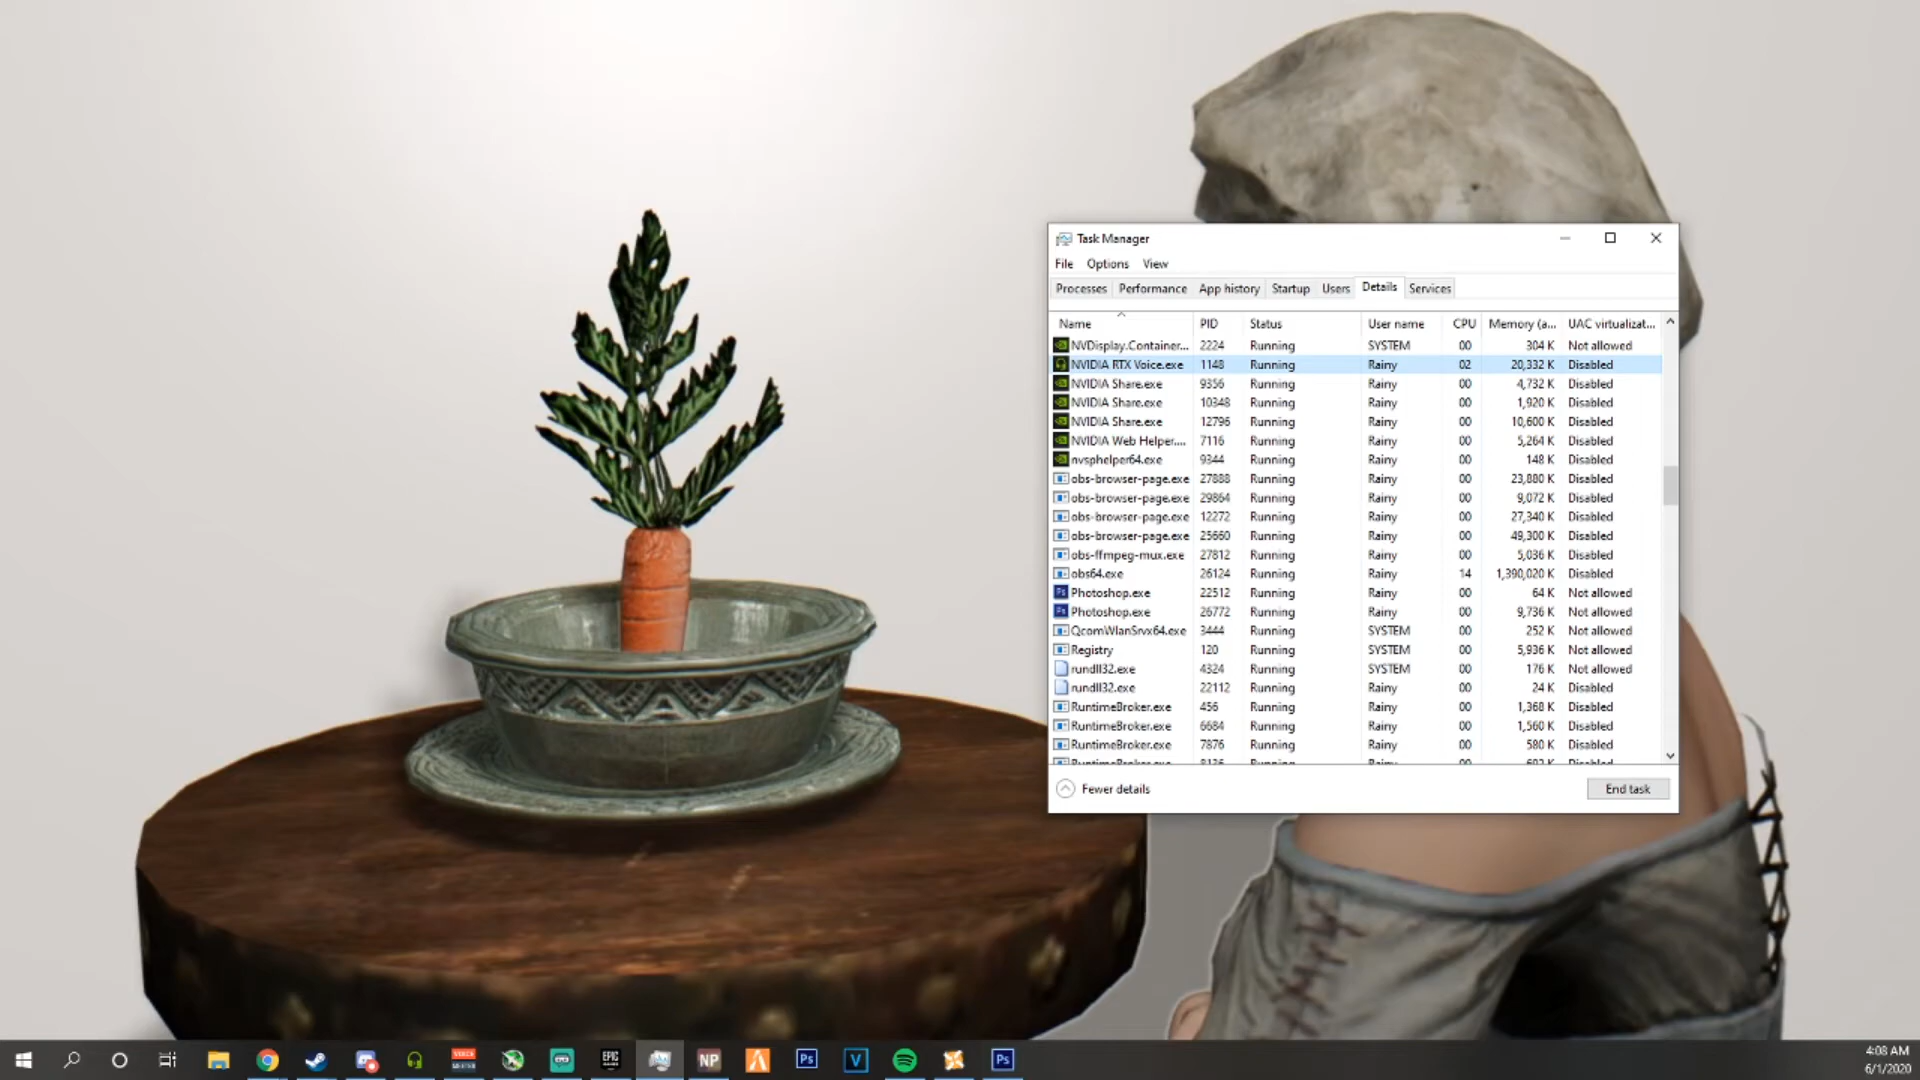 Task Manager
File Options View
Processes Performance App history Startup Users Details Services
Name PID Status User name CPU Memory (a... UAC virtualizat...
NVDisplay.Container... 2224 Running SYSTEM 00 304 K Not allowed
NVIDIA RTX Voice.exe 1148 Running Rainy 02 20,332 K Disabled
NVIDIA Share.exe 9356 Running Rainy 00 4,732 K Disabled
NVIDIA Share.exe 10348 Running Rainy 00 1,920 K Disabled
NVIDIA Share.exe 12796 Running Rainy 00 10,600 K Disabled
NVIDIA Web Helper.... 7116 Running Rainy 00 5,264 K Disabled
nvsphelper64.exe 9344 Running Rainy 00 148 K Disabled
obs-browser-page.exe 27888 Running Rainy 00 23,880 K Disabled
obs-browser-page.exe 29864 Running Rainy 00 9,072 K Disabled
obs-browser-page.exe 12272 Running Rainy 00 27,340 K Disabled
obs-browser-page.exe 25660 Running Rainy 00 49,300 K Disabled
obs-ffmpeg-mux.exe 27812 Running Rainy 00 5,036 K Disabled
obs64.exe 26124 Running Rainy 14 1,390,020 K Disabled
Photoshop.exe 22512 Running Rainy 00 64 K Not allowed
Photoshop.exe 26772 Running Rainy 00 9,736 K Not allowed
QcomWlanSrvx64.exe 3444 Running SYSTEM 00 252 K Not allowed
Registry 120 Running SYSTEM 00 5,936 K Not allowed
rundll32.exe 4324 Running SYSTEM 00 176 K Not allowed
rundll32.exe 22112 Running Rainy 00 24 K Disabled
RuntimeBroker.exe 456 Running Rainy 00 1,368 K Disabled
RuntimeBroker.exe 6684 Running Rainy 00 1,560 K Disabled
RuntimeBroker.exe 7876 Running Rainy 00 580 K Disabled
Fewer details End task
EPIC NP Ps V Ps
4:08 AM
6/1/2020